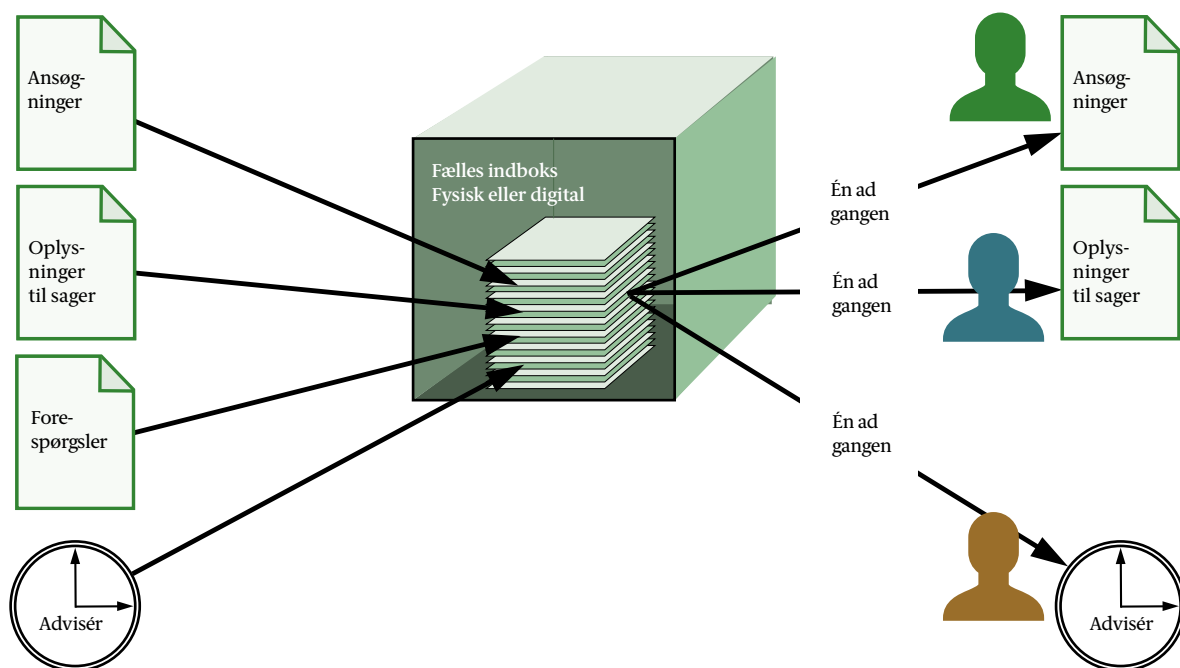 Ansøg-
ninger
Oplys-
ninger
til sager
Fore-
spørgsler
Advisér
Fælles indboks
Fysisk eller digital
Én ad
gangen
Én ad
gangen
Én ad
gangen
Ansøg-
ninger
Oplys-
ninger
til sager
Advisér